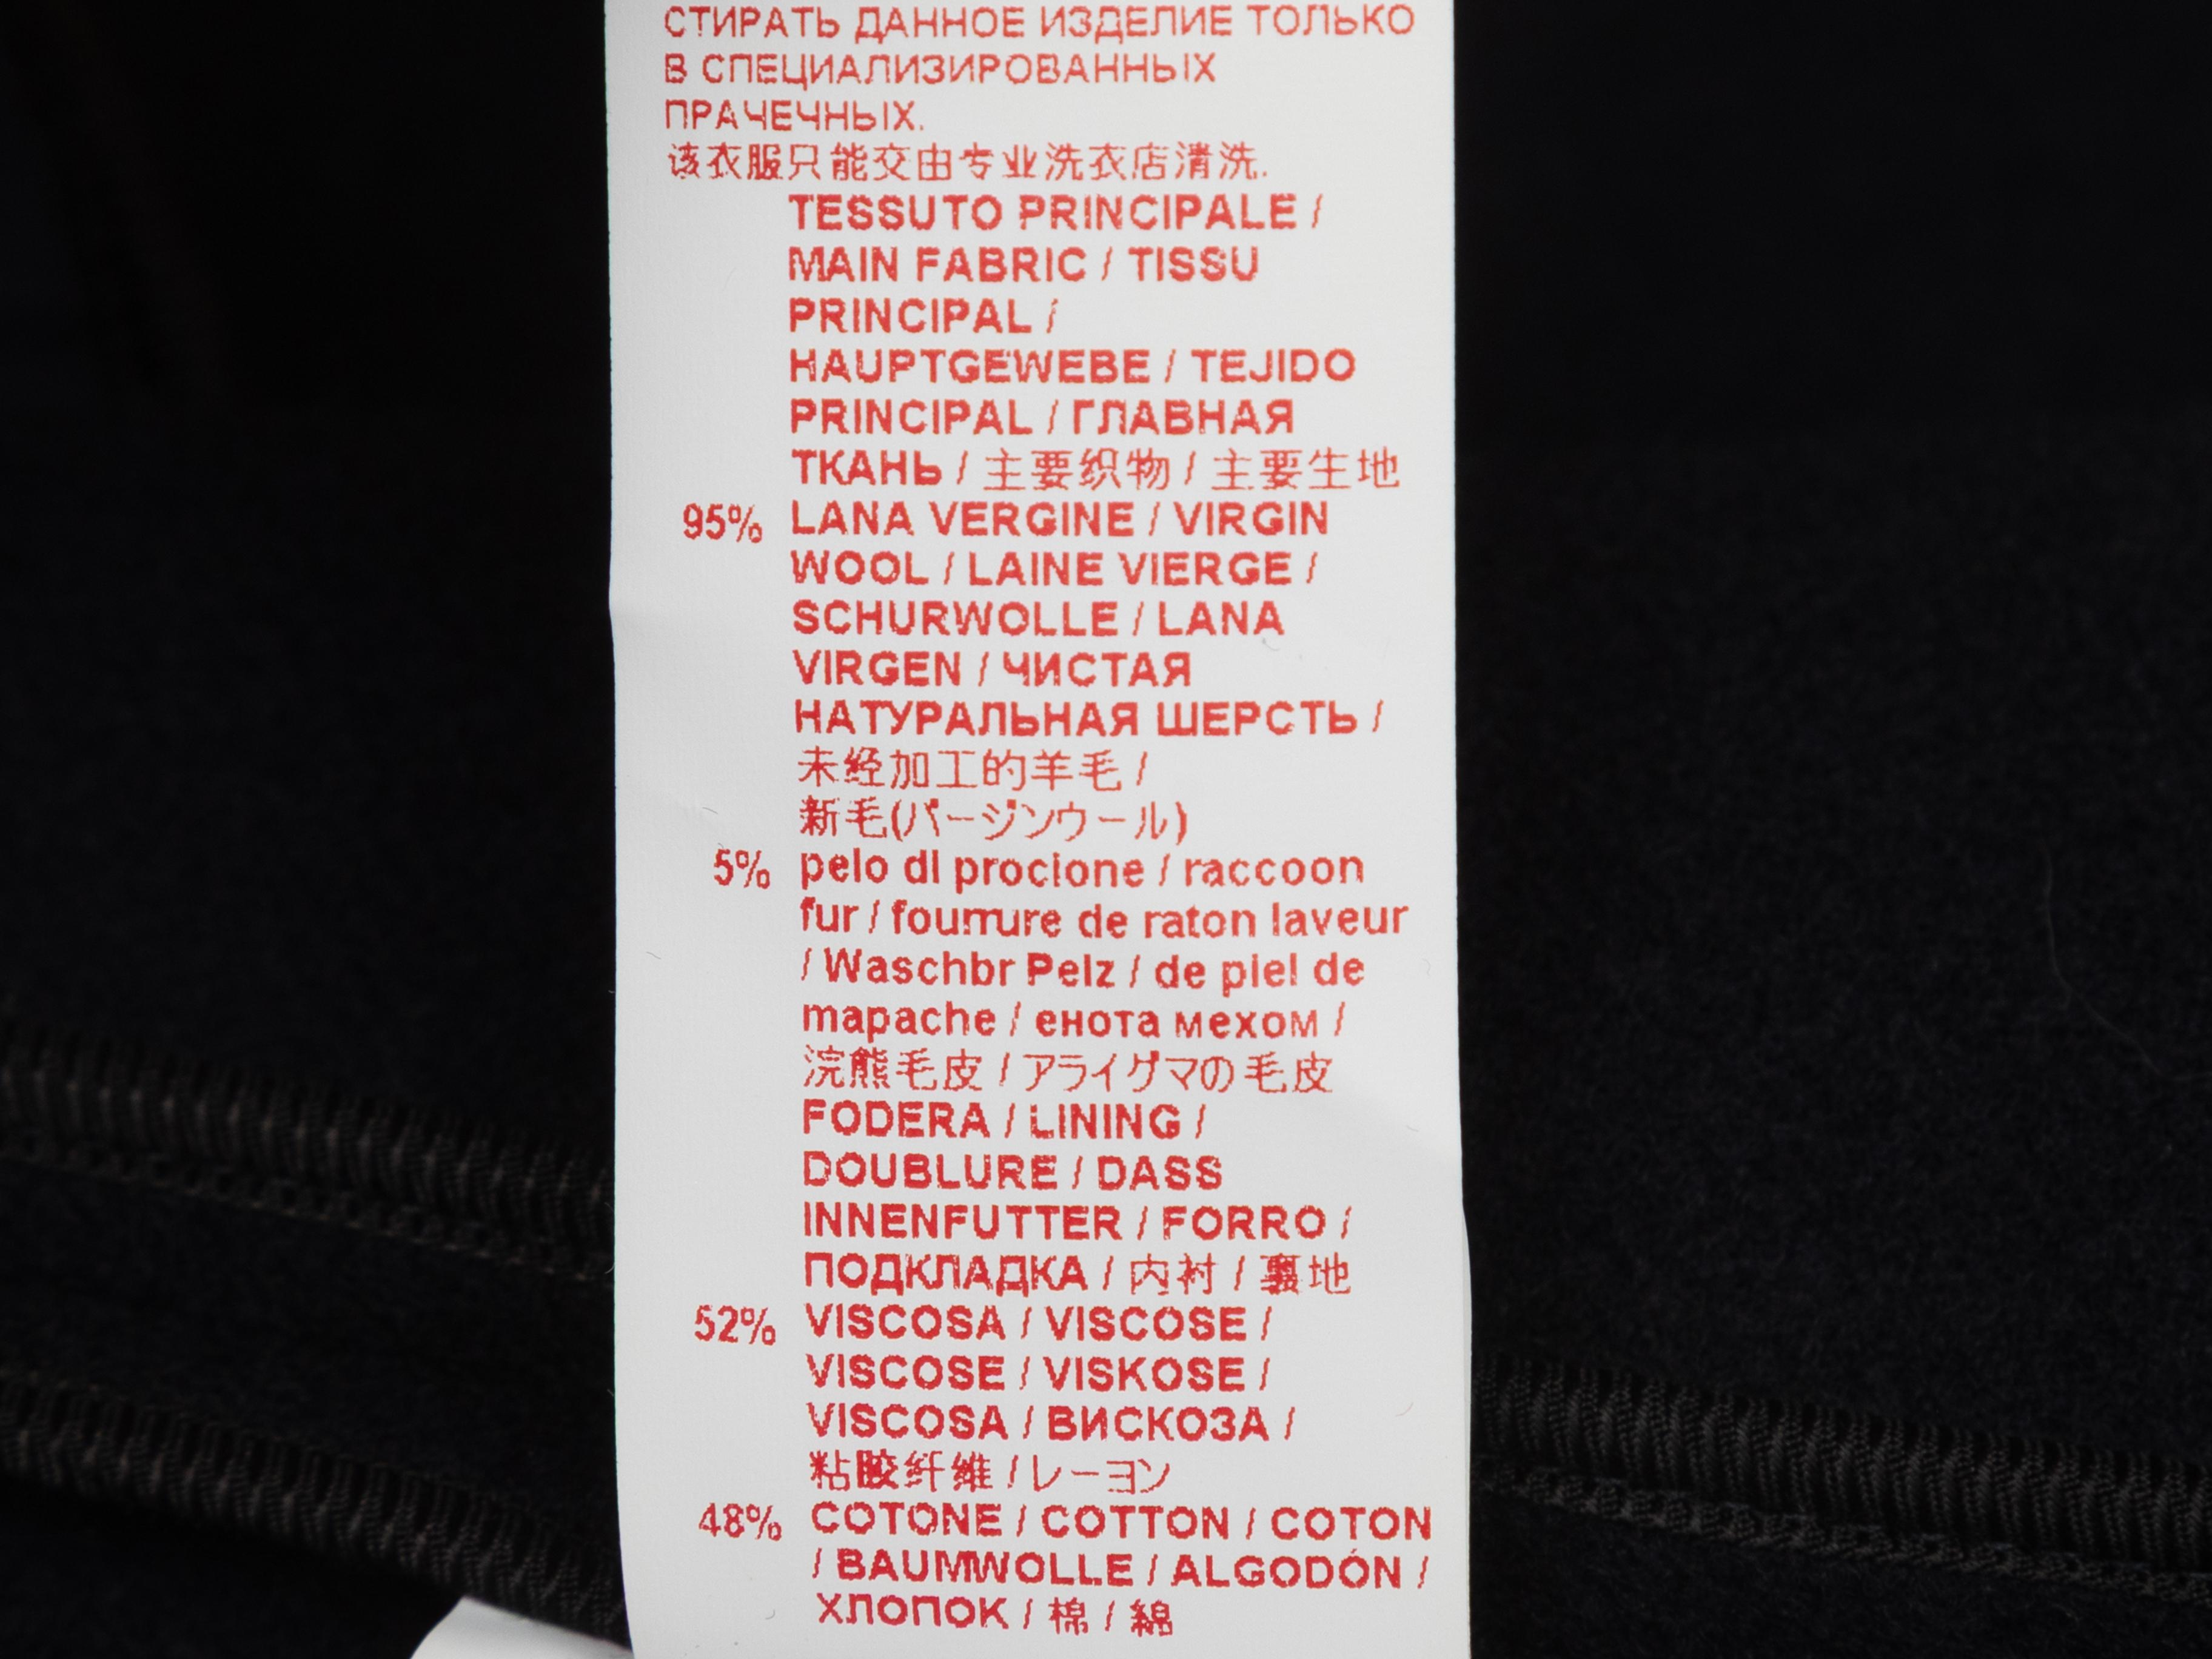 СТИРАТЬ ДАННОЕ ИЗДЕЛИЕ ТОЛЬКО
В СПЕЦИАЛИЗИРОВАННЫХ
ПРАЧЕЧНЫХ.
该衣服只能交由专业洗衣店清洗.
TESSUTO PRINCIPALE /
MAIN FABRIC / TISSU
PRINCIPAL /
HAUPTGEWEBE / TEJIDO
PRINCIPAL / ГЛАВНАЯ
ТКАНЬ / 主要织物 / 主要生地
95% LANA VERGINE / VIRGIN
WOOL / LAINE VIERGE /
SCHURWOLLE / LANA
VIRGEN / ЧИСТАЯ
НАТУРАЛЬНАЯ ШЕРСТЬ /
未经加工的羊毛 /
新毛(バージンウール)
5% pelo di procione / raccoon
fur / fourrure de raton laveur
/ Waschbr Pelz / de piel de
mapache / енота мехом /
浣熊毛皮 / アライグマの毛皮
FODERA / LINING /
DOUBLURE / DASS
INNENFUTTER / FORRO /
ПОДКЛАДКА / 内衬 / 裏地
52% VISCOSA / VISCOSE /
VISCOSE / VISKOSE /
VISCOSA / ВИСКОЗА /
粘胶纤维 / レーヨン
48% COTONE / COTTON / COTON
/ BAUMWOLLE / ALGODÓN /
ХЛОПОК / 棉 / 綿